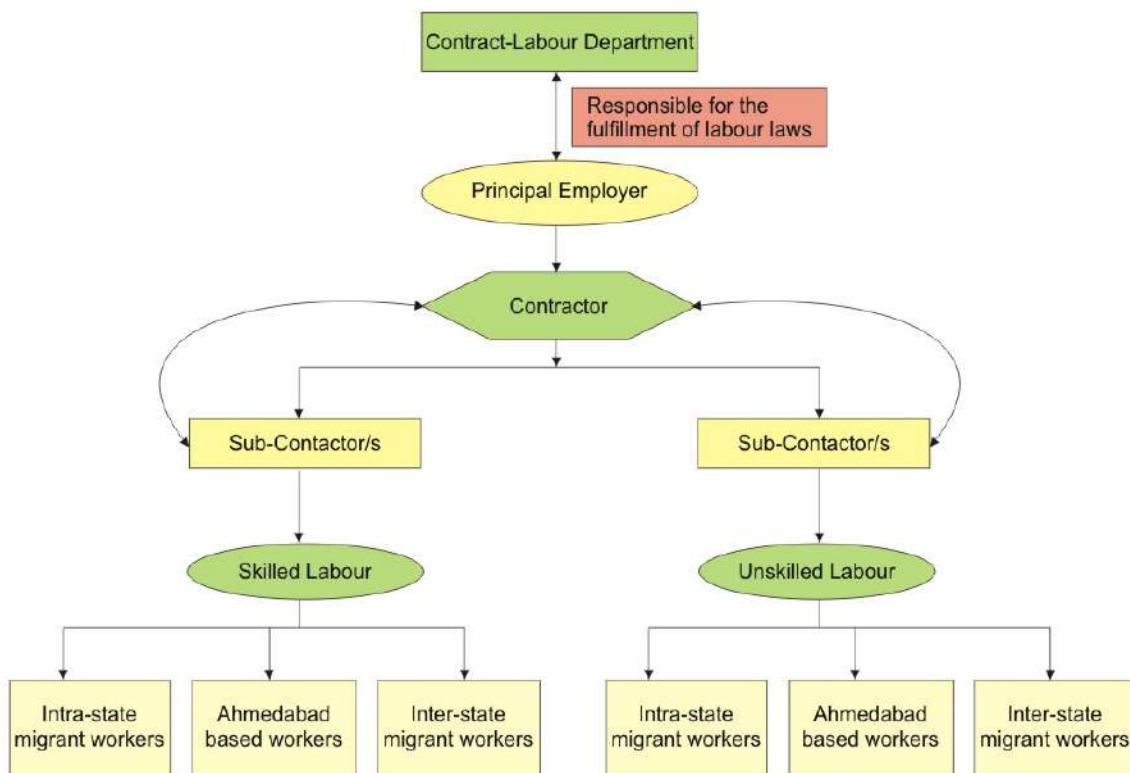 Contract-Labour Department
Responsible for the
fulfillment of labour laws
Principal Employer
Contractor
Sub-Contactor/s
Sub-Contactor/s
Skilled Labour
Unskilled Labour
Intra-state
migrant workers
Ahmedabad
based workers
Inter-state
migrant workers
Intra-state
migrant workers
Ahmedabad
based workers
Inter-state
migrant workers